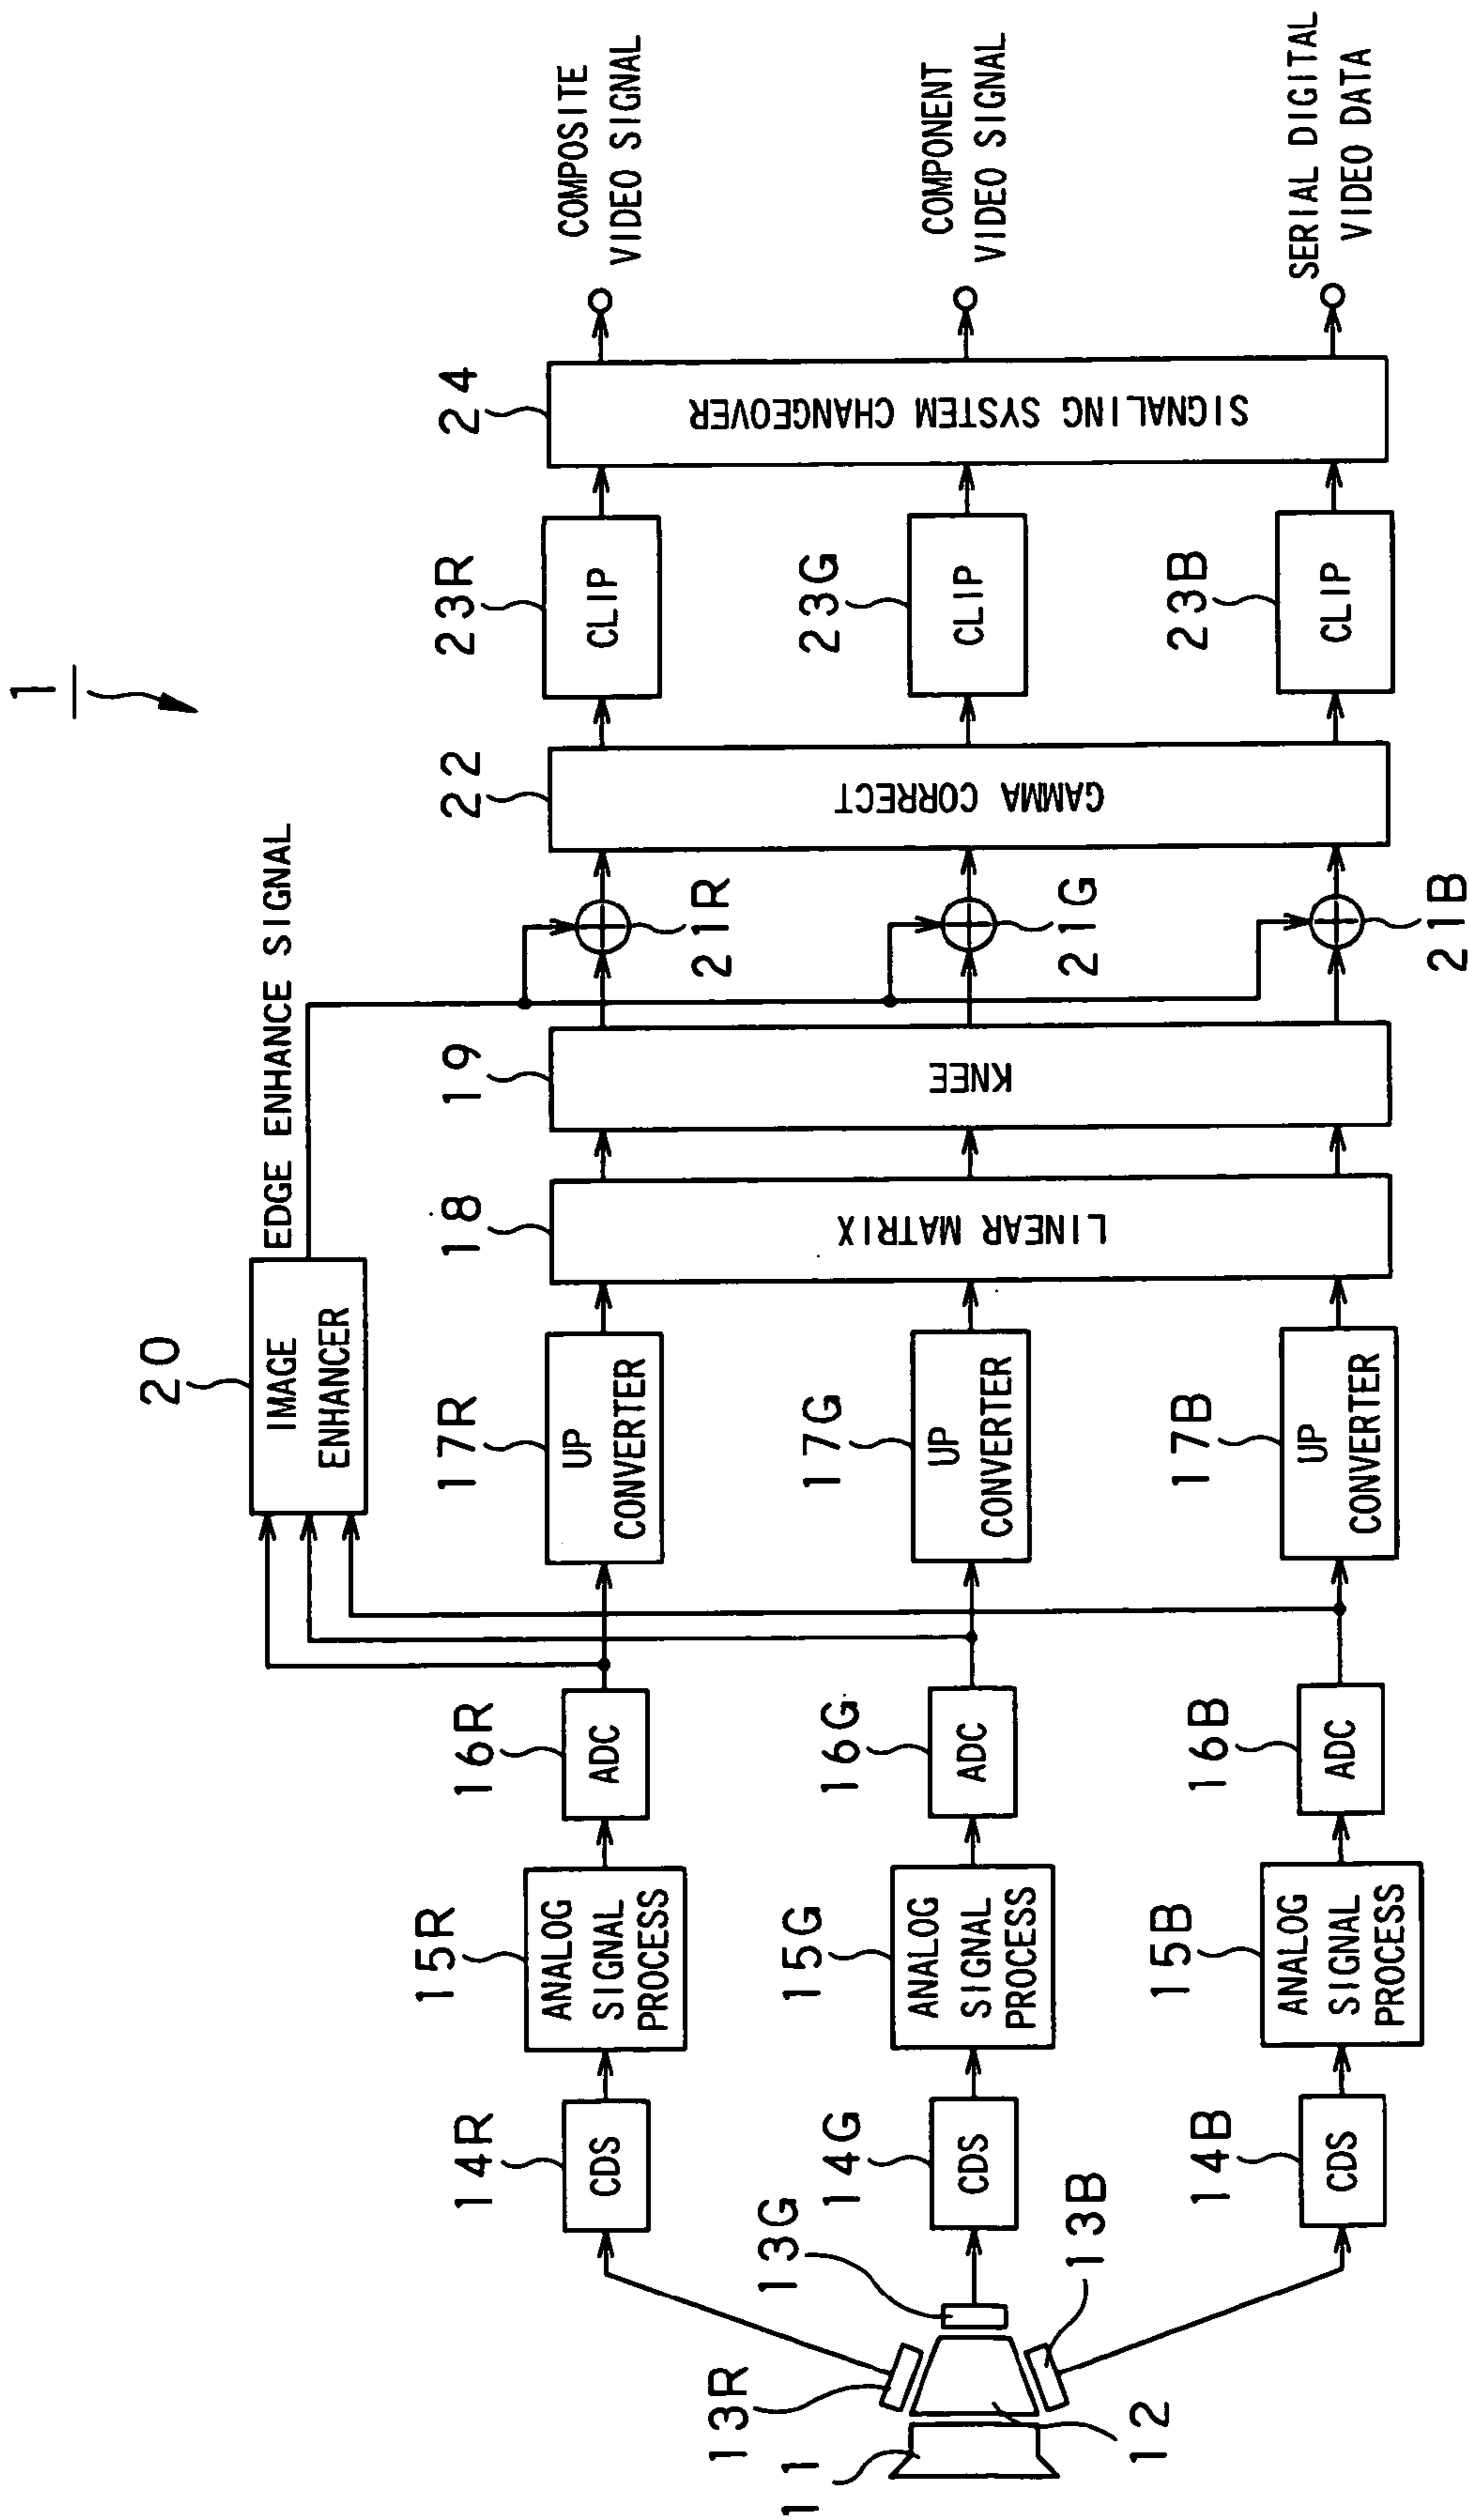 1
20
IMAGE
ENHANCER
EDGE ENHANCE SIGNAL
11
12
13R
13G
13B
14R
CDS
15R
ANALOG
SIGNAL
PROCESS
16R
ADC
17R
UP
CONVERTER
18
LINEAR MATRIX
19
KNEE
21R
22
GAMMA CORRECT
23R
CLIP
24
SIGNALING SYSTEM CHANGEOVER
COMPOSITE
VIDEO SIGNAL
14G
CDS
15G
ANALOG
SIGNAL
PROCESS
16G
ADC
17G
UP
CONVERTER
21G
23G
CLIP
COMPONENT
VIDEO SIGNAL
14B
CDS
15B
ANALOG
SIGNAL
PROCESS
16B
ADC
17B
UP
CONVERTER
21B
23B
CLIP
SERIAL DIGITAL
VIDEO DATA